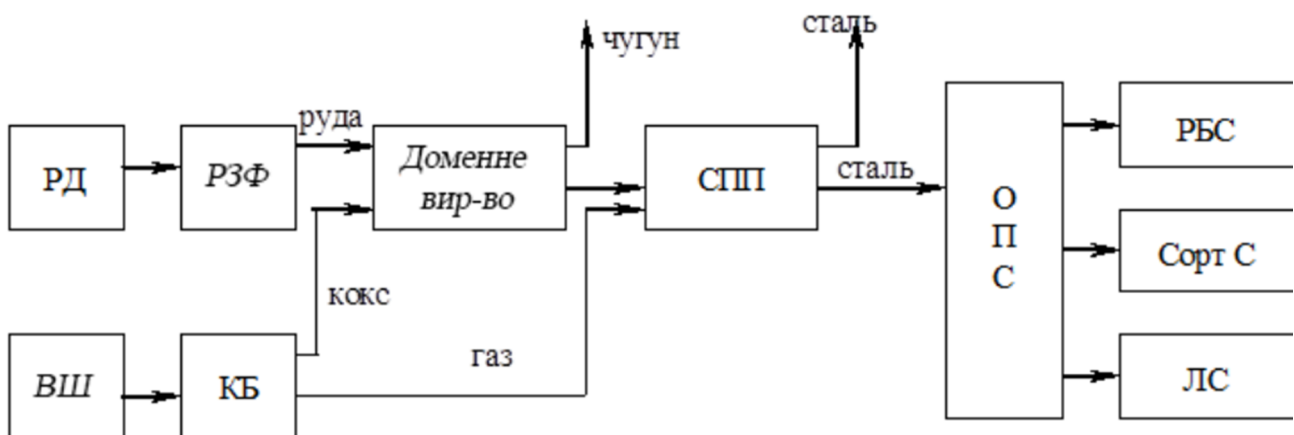 чугун
сталь
руда
РД
РЗФ
Доменне
вир-во
СПП
сталь
О
П
С
РБС
Сорт С
ЛС
кокс
газ
ВШ
КБ